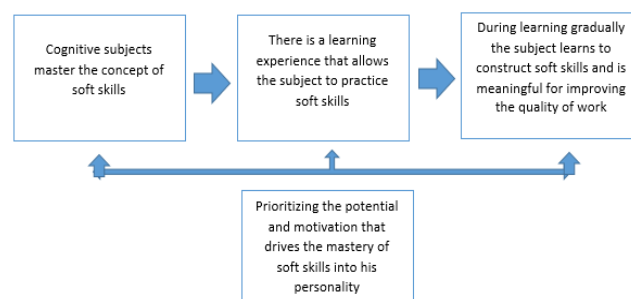 Cognitive subjects
master the concept of
soft skills
There is a learning
experience that allows
the subject to practice
soft skills
During learning gradually
the subject learns to
construct soft skills and is
meaningful for improving
the quality of work
Prioritizing the potential
and motivation that
drives the mastery of
soft skills into his
personality